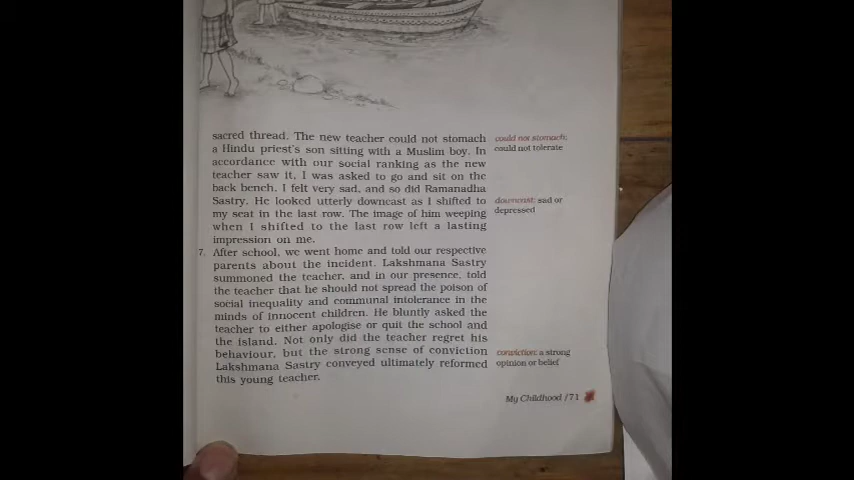 sacred thread. The new teacher could not stomach
a Hindu priest's son sitting with a Muslim boy. In
accordance with our social ranking as the new
teacher saw it, I was asked to go and sit on the
back bench. I felt very sad, and so did Ramanadha
Sastry. He looked utterly downcast as I shifted to
my seat in the last row. The image of him weeping
when I shifted to the last row left a lasting
impression on me.
could not stomach:
could not tolerate
downcast: sad or
depressed
7. After school, we went home and told our respective
parents about the incident. Lakshmana Sastry
summoned the teacher, and in our presence, told
the teacher that he should not spread the poison of
social inequality and communal intolerance in the
minds of innocent children. He bluntly asked the
teacher to either apologise or quit the school and
the island. Not only did the teacher regret his
behaviour, but the strong sense of conviction
Lakshmana Sastry conveyed ultimately reformed
this young teacher.
conviction: a strong
opinion or belief
My Childhood /71